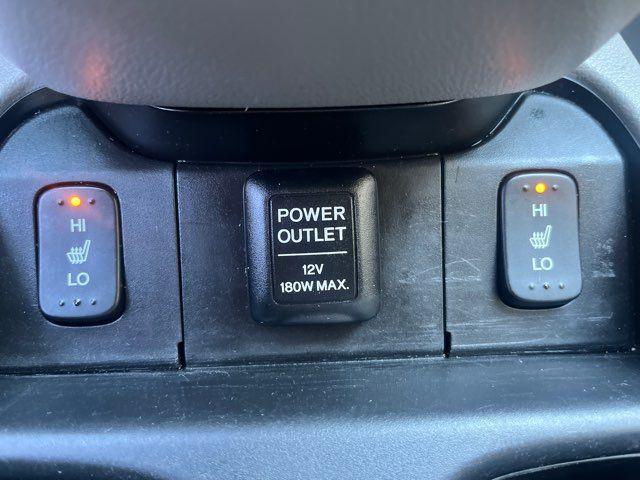 HI
LO
POWER
OUTLET
12V
180W MAX.
HI
LO